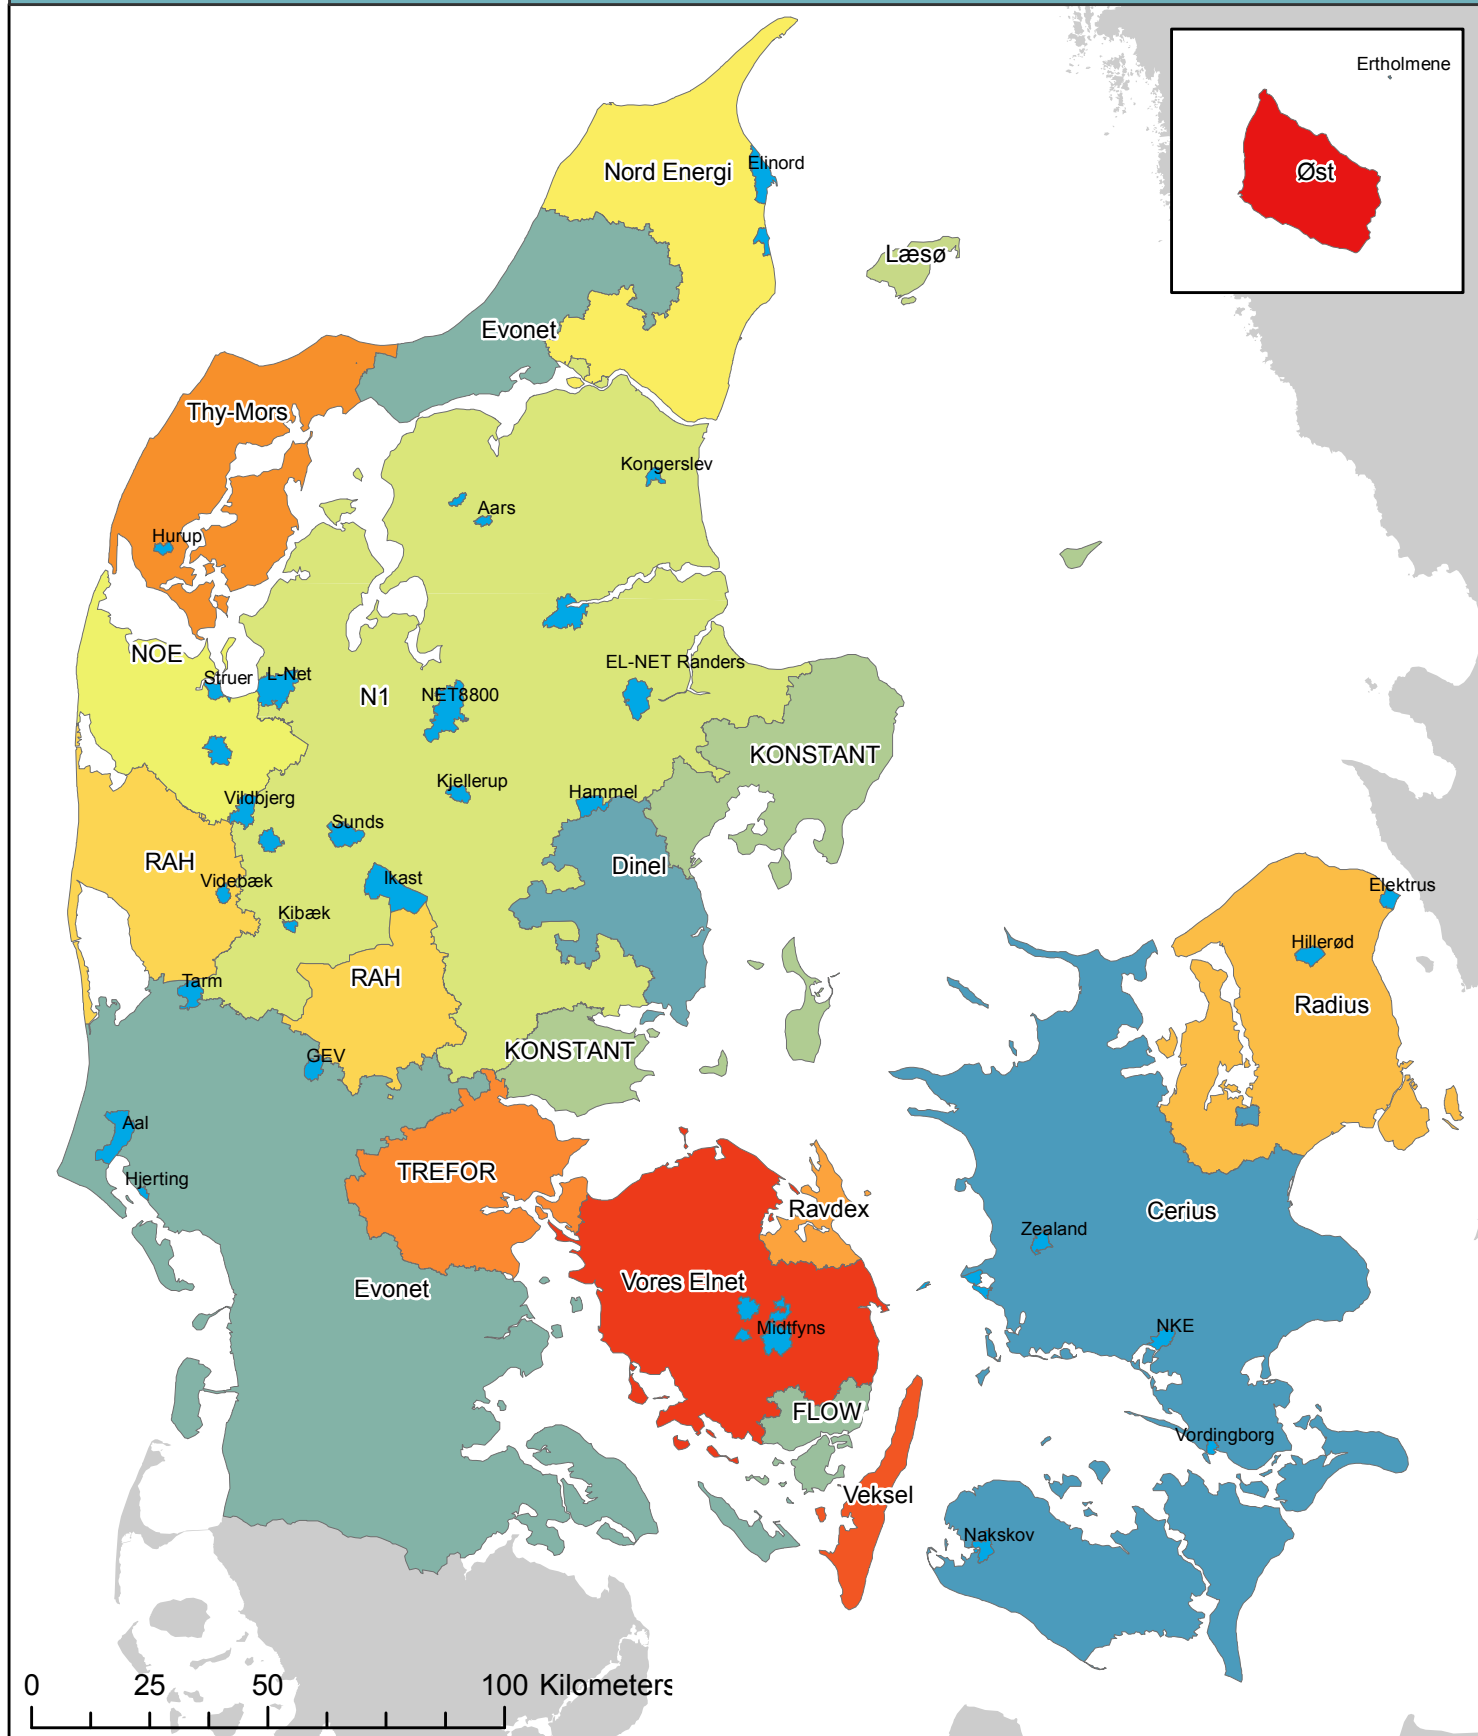 Ertholmene
Elinord
Nord Energi
Øst
Læsø
Evonet
Thy-Mors
Kongerslev
Aars
Hurup
NOE
EL-NET Randers
Struer
L-Net
N1
NET8800
KONSTANT
Kjellerup
Hammel
Vildbjerg
Sunds
RAH
Dinel
Videbæk
Ikast
Elektrus
Kibæk
Hillerød
RAH
Tarm
Radius
KONSTANT
GEV
Aal
TREFOR
Hjerting
Ravdex
Cerius
Zealand
Evonet
Vores Elnet
Midtfyns
NKE
FLOW
Vordingborg
Veksel
Nakskov
0 25 50 100 Kilometers